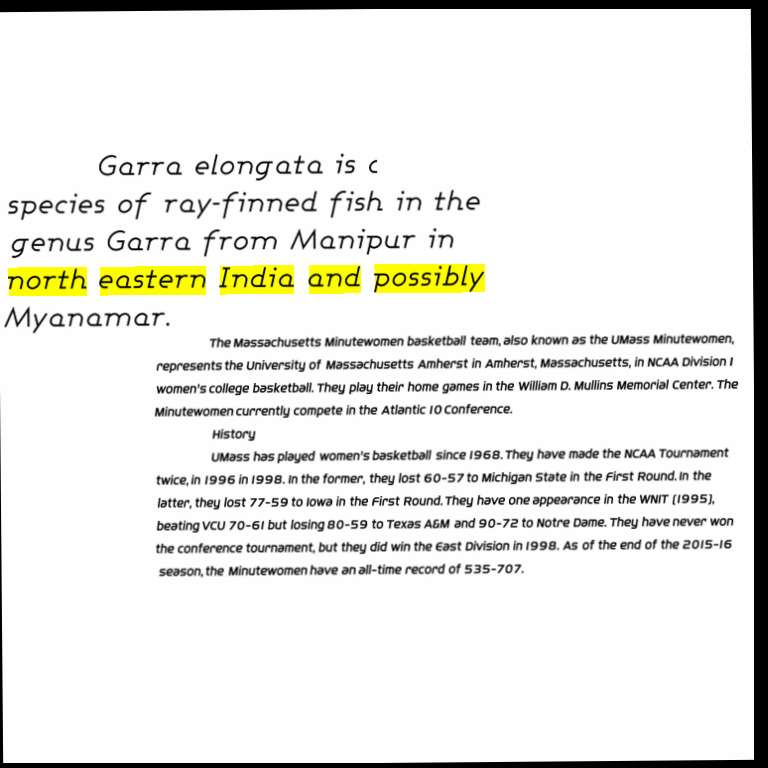 Garra elongata is
species of ray-finned fish in the
genus Garra from Manipur in
north eastern India and possibly
Myanamar.
The Massachusetts Minutewomen basketball team, also known as the UMass Minutewomen,
represents the University of Massachusetts Amherst in Amherst, Massachusetts, in NCAA Division I
women's college basketball. They play their home games in the William D. Mullins Memorial Center. The
Minutewomen currently compete in the Atlantic 10 Conference.
History
UMass has played women's basketball since 1968. They have made the NCAA Tournament
twice, in 1996 in 1998. In the former, they lost 60-57 to Michigan State in the First Round. In the
latter, they lost 77-59 to Iowa in the First Round. They have one appearance in the WNIT (1995),
beating VCU 70-61 but losing 80-59 to Texas A&M and 90-72 to Notre Dame. They have never won
the conference tournament, but they did win the East Division in 1998. As of the end of the 2015-16
season, the Minutewomen have an all-time record of 535-707.